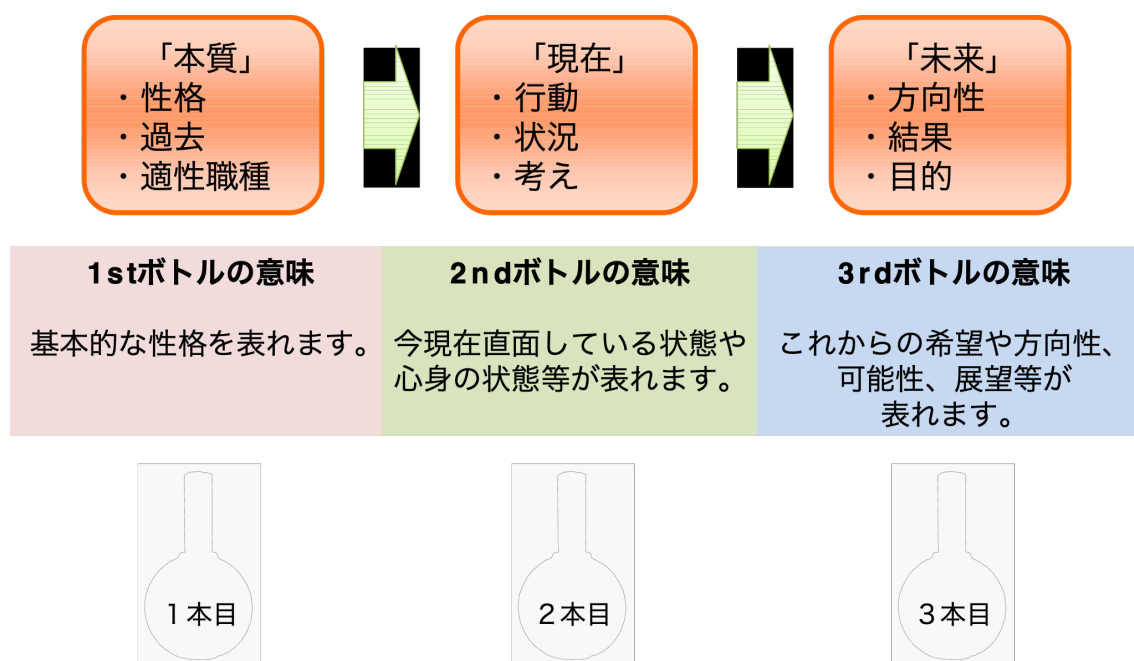 「本質」
・性格
・過去
・適性職種
「現在」
・行動
・状況
・考え
「未来」
・方向性
・結果
・目的
1stボトルの意味
基本的な性格を表れます。
2ndボトルの意味
今現在直面している状態や
心身の状態等が表れます。
3rdボトルの意味
これからの希望や方向性、
可能性、展望等が
表れます。
１本目
２本目
３本目